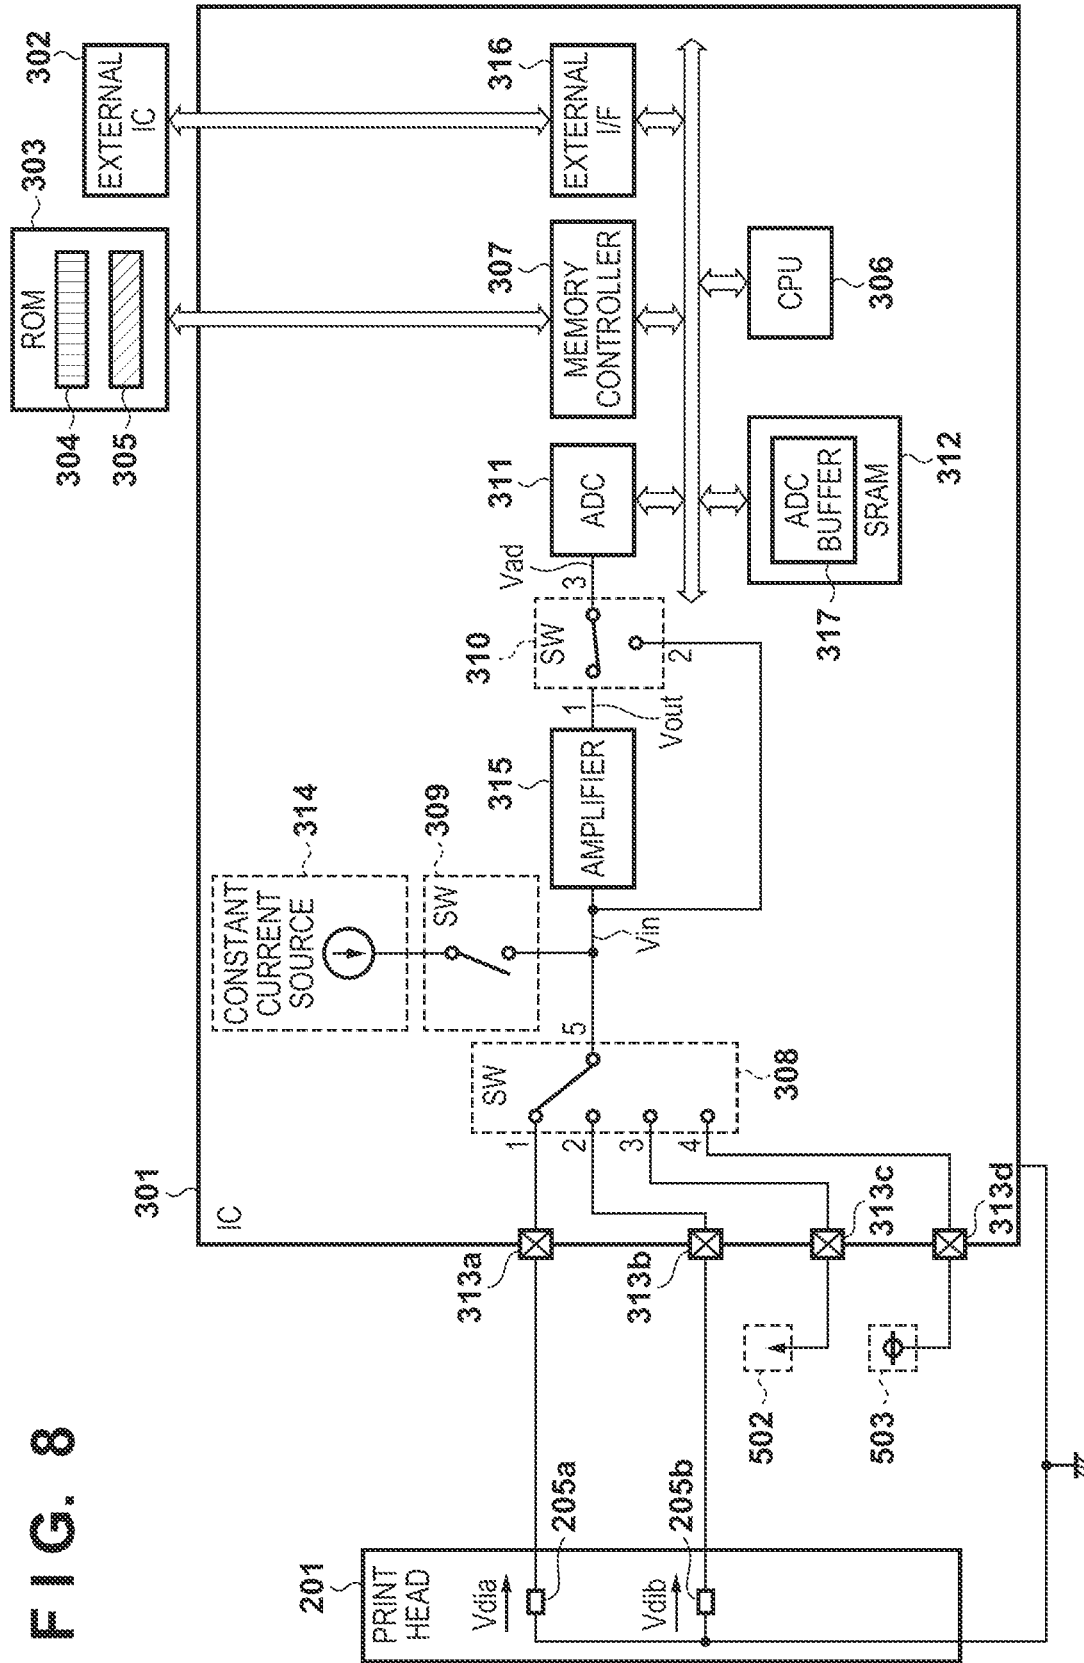 FIG. 8
303
ROM
304
305
302
EXTERNAL
IC
301
IC
CONSTANT
CURRENT
SOURCE
314
SW
309
SW
1
2
3
4
5
308
Vin
AMPLIFIER
315
1
Vout
SW
310
2
3
Vad
ADC
311
MEMORY
CONTROLLER
307
EXTERNAL
I/F
316
ADC
BUFFER
SRAM
317
312
CPU
306
313a
313b
313c
313d
502
503
201
PRINT
HEAD
Vdia
205a
Vdib
205b